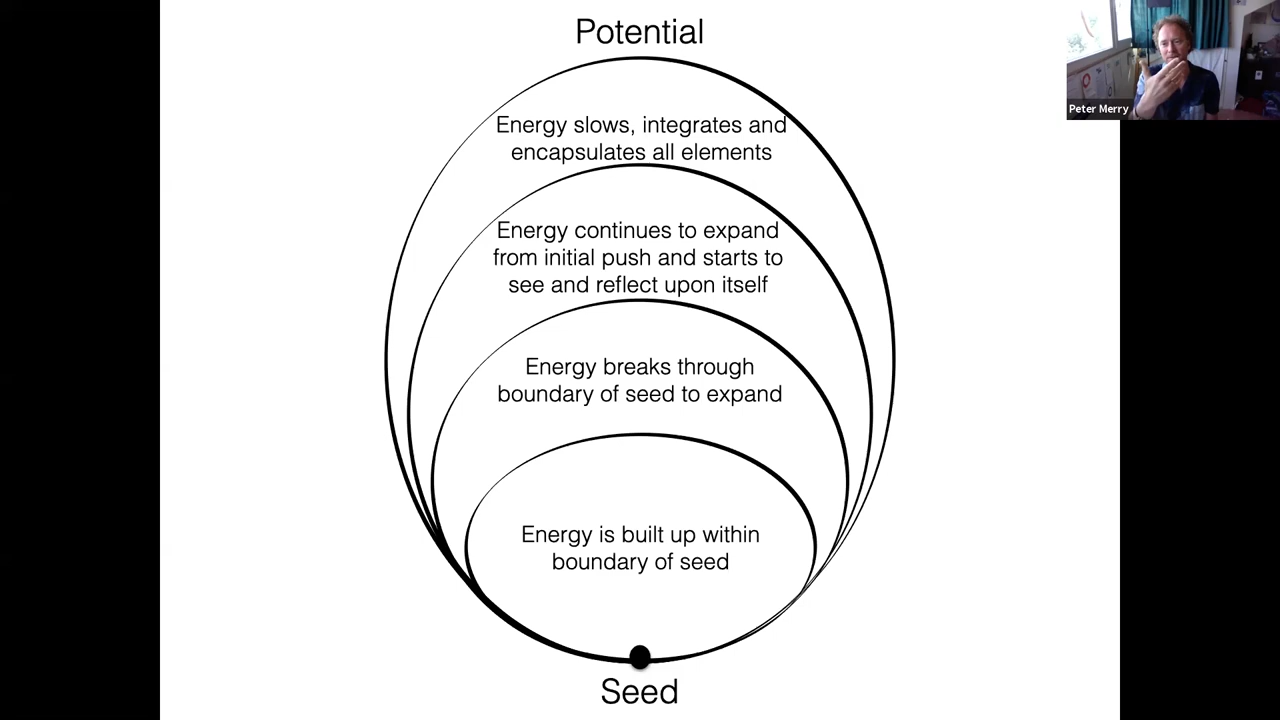 Potential
Energy slows, integrates and
encapsulates all elements
Energy continues to expand
from initial push and starts to
see and reflect upon itself
Energy breaks through
boundary of seed to expand
Energy is built up within
boundary of seed
Seed
Peter Merry